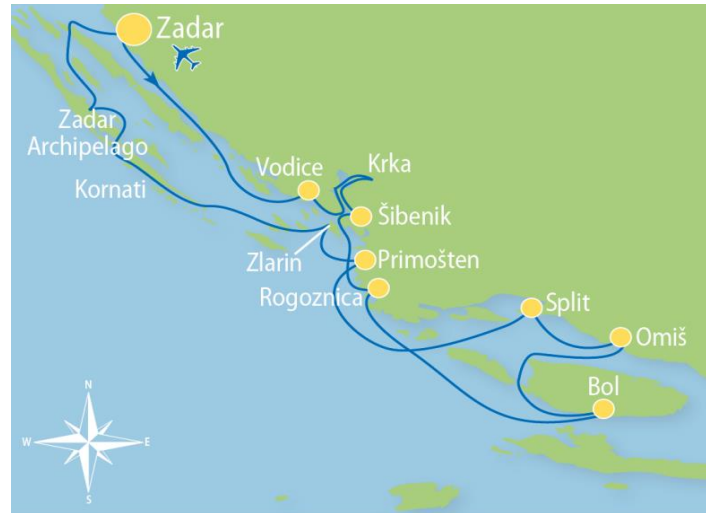 Zadar
Zadar
Archipelago
Kornati
Vodice
Krka
Šibenik
Zlarin
Primošten
Rogoznica
Split
Omiš
Bol
N
W
E
S